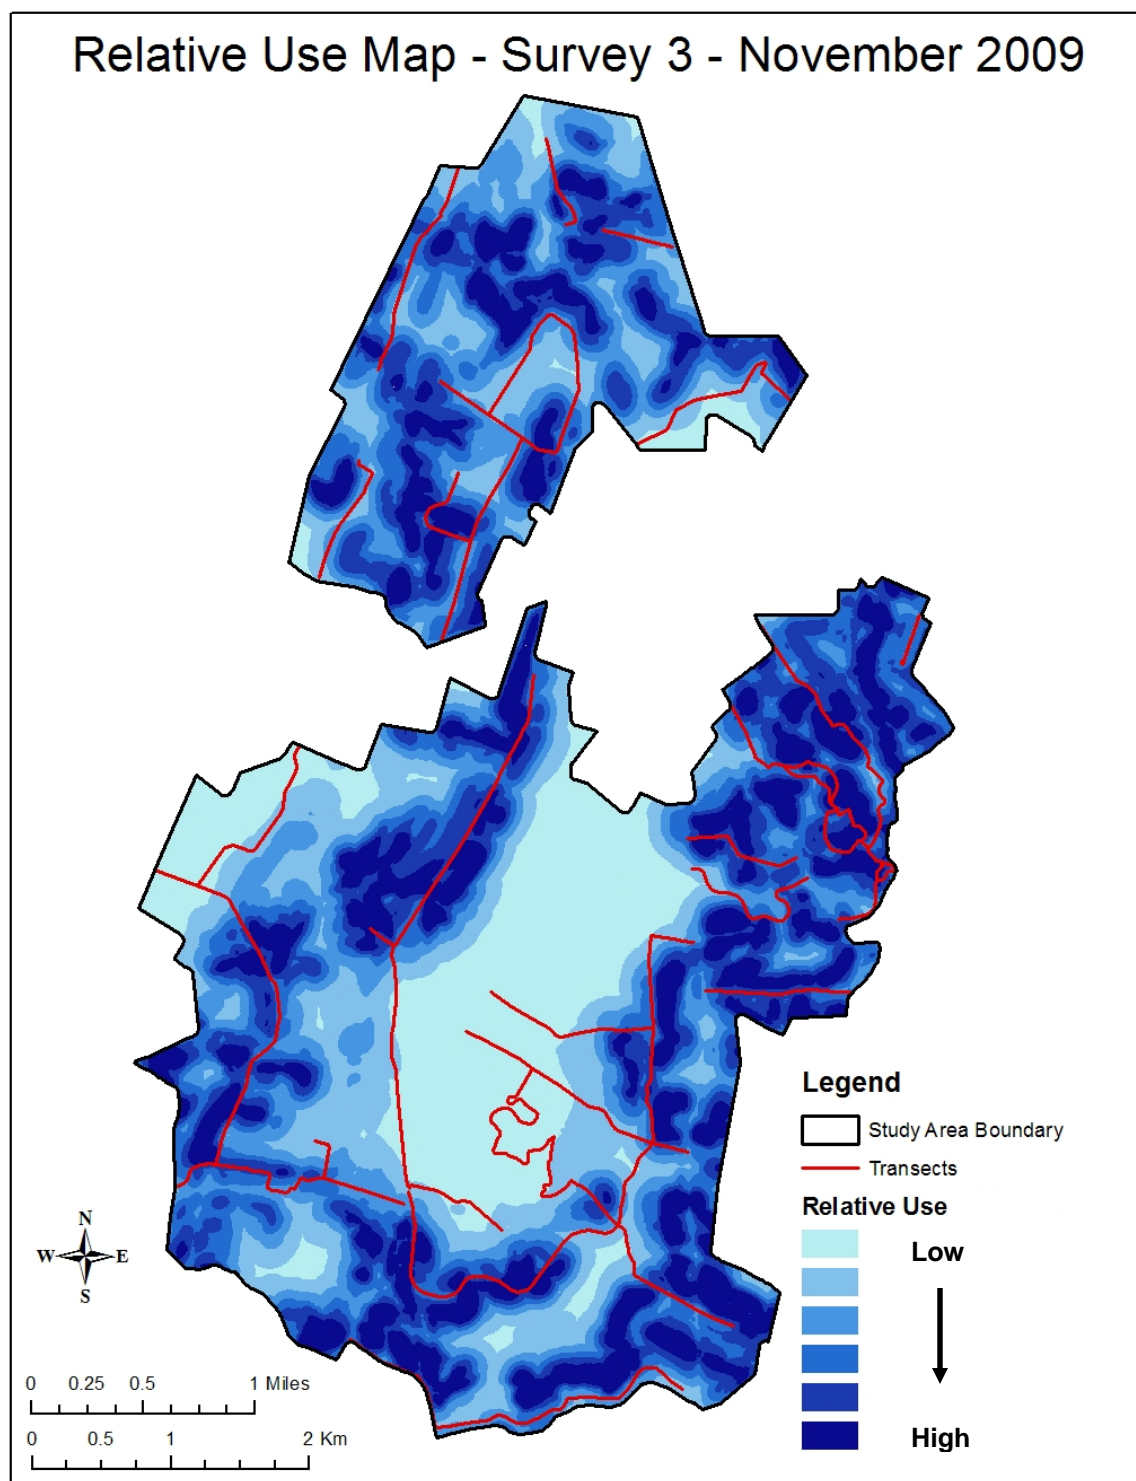 Relative Use Map - Survey 3 - November 2009
Legend
Study Area Boundary
Transects
Relative Use
Low
High
N
W E
S
0 0.25 0.5 1 Miles
0 0.5 1 2 Km